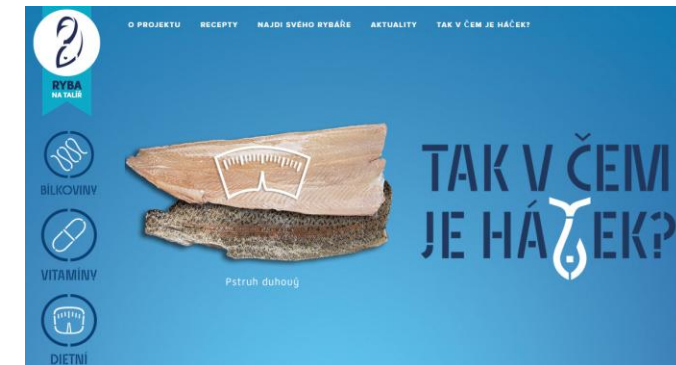 O PROJEKTU RECEPTY NAJDI SVÉHO RYBÁŘE AKTUALITY TAK V ČEM JE HÁČEK?
RYBA
NA TALÍŘ
BÍLKOVINY
VITAMÍNY
DIETNÍ
Pstruh duhový
TAK V ČEM
JE HÁČEK?